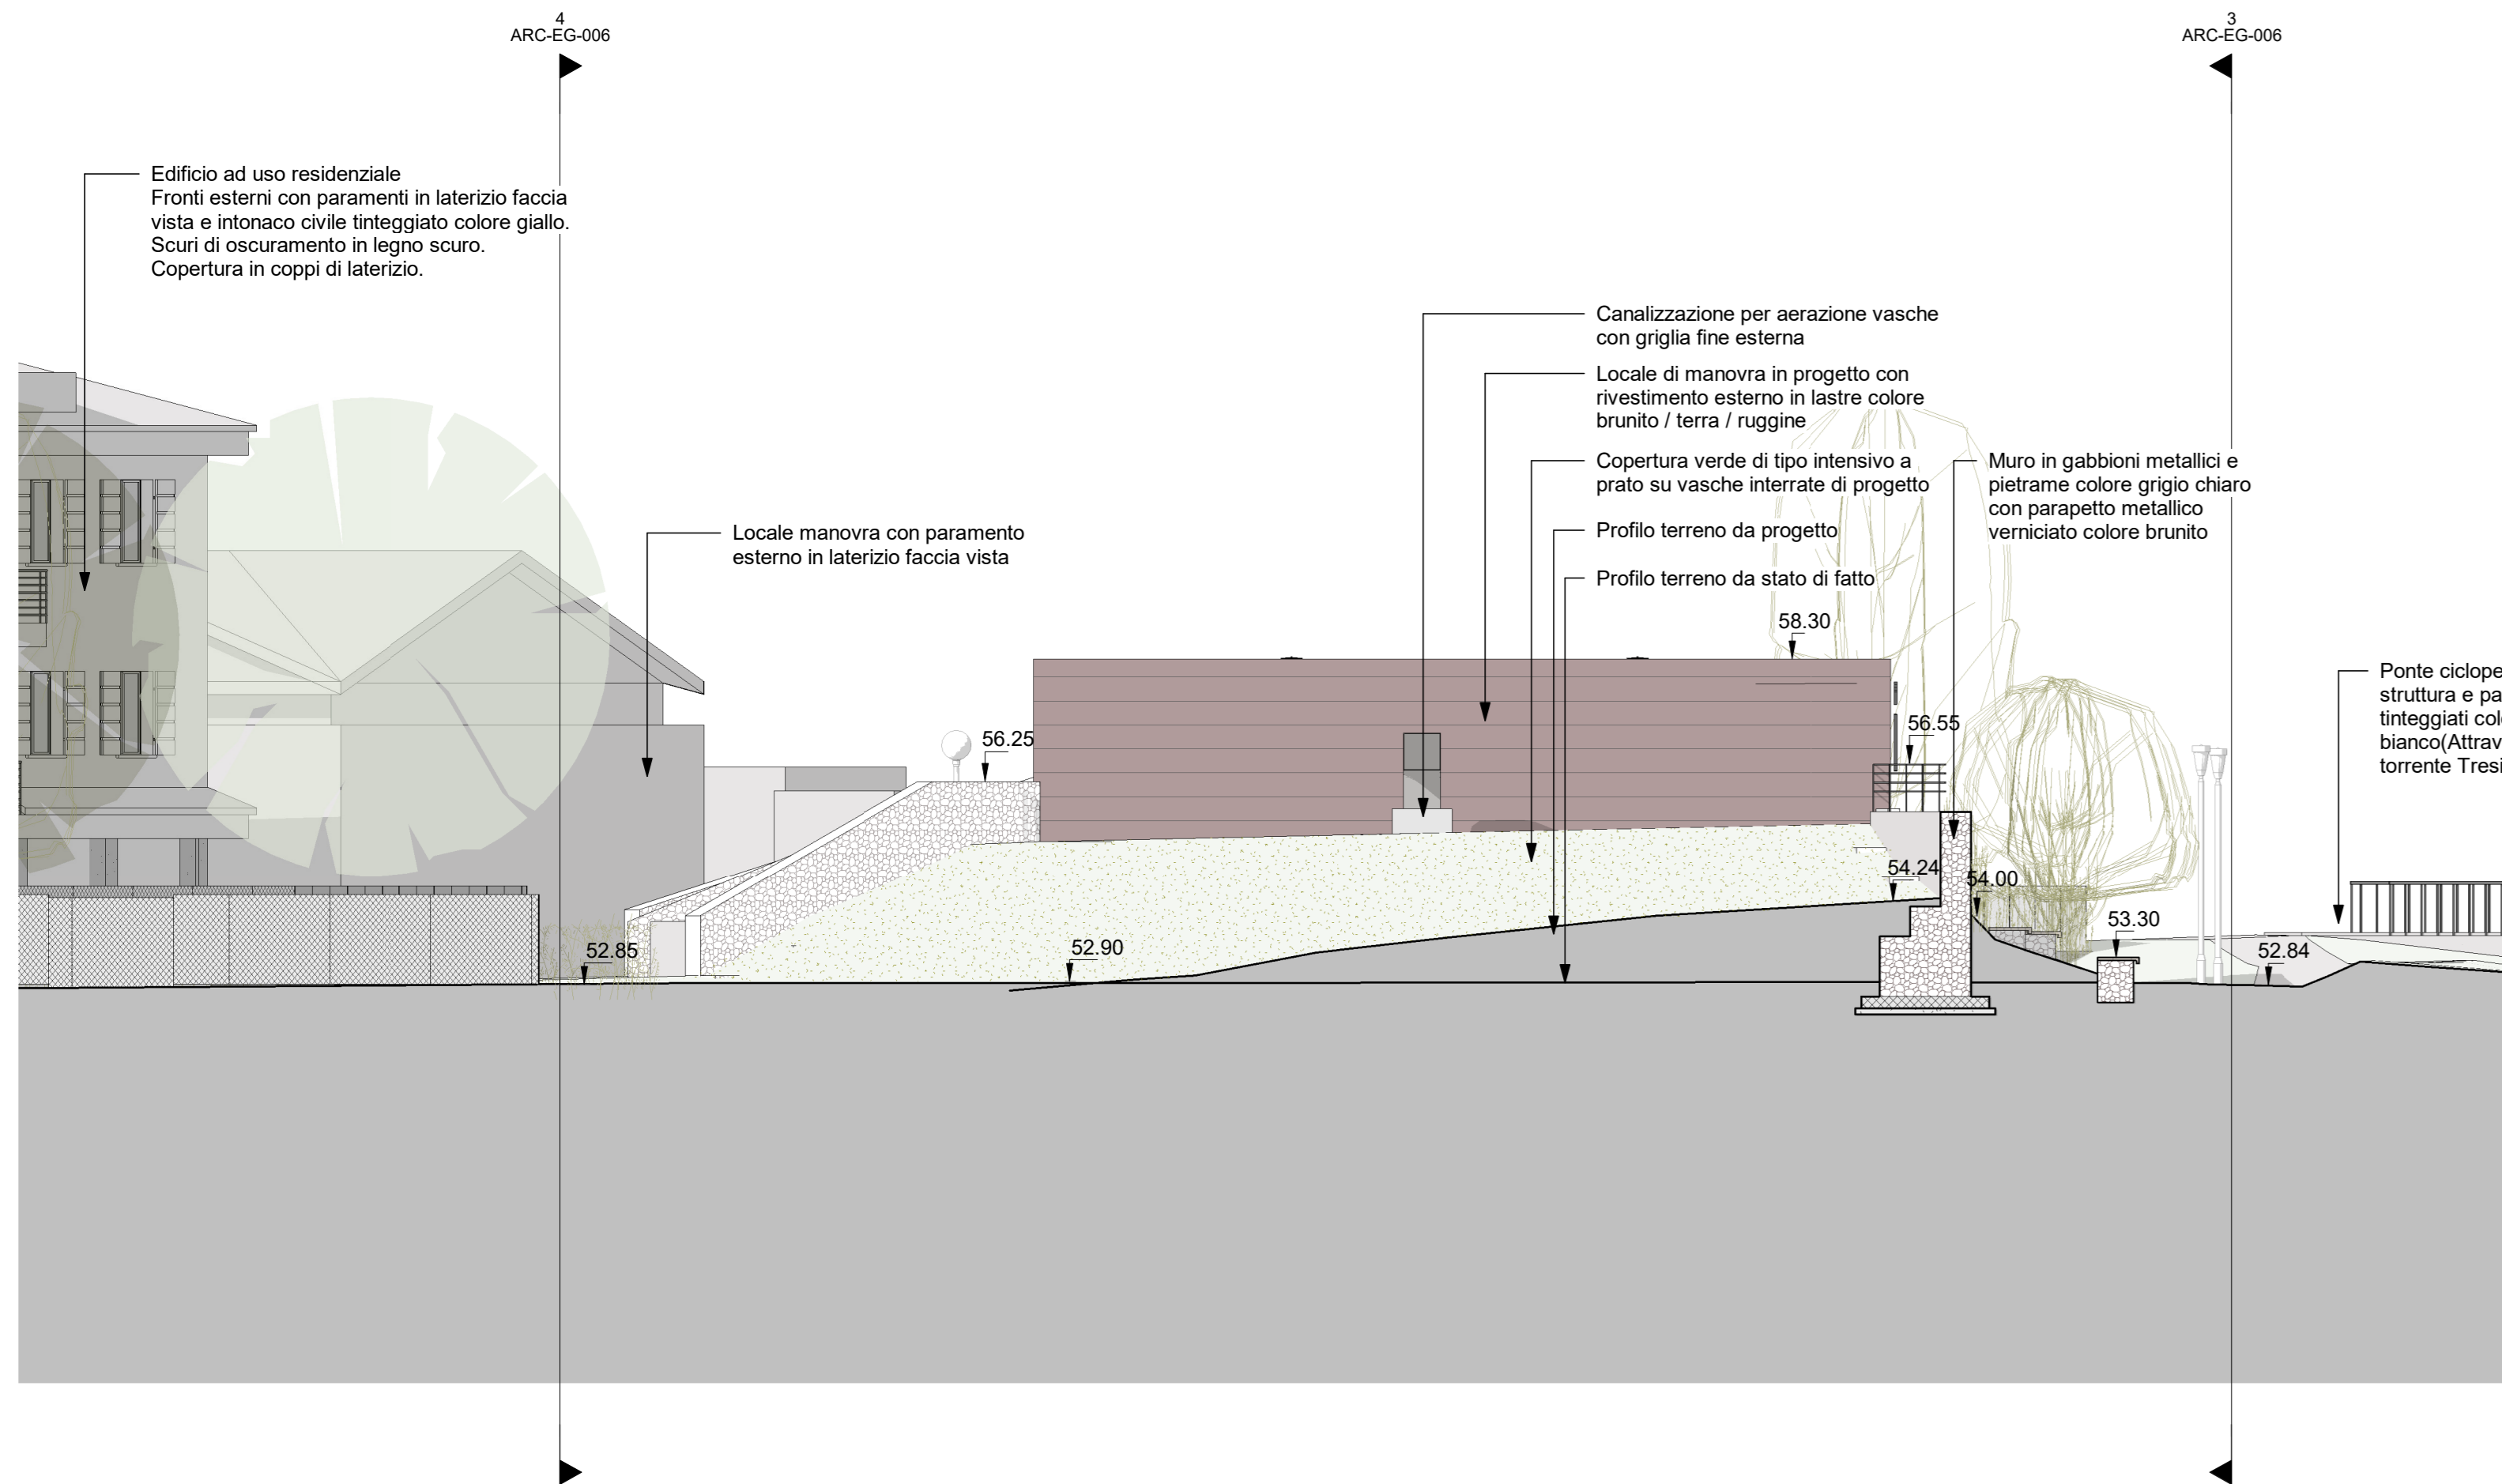 4
ARC-EG-006
3
ARC-EG-006
Edificio ad uso residenziale
Fronti esterni con paramenti in laterizio faccia
vista e intonaco civile tinteggiato colore giallo.
Scuri di oscuramento in legno scuro.
Copertura in coppi di laterizio.
Canalizzazione per aerazione vasche
con griglia fine esterna
Locale di manovra in progetto con
rivestimento esterno in lastre colore
brunito / terra / ruggine
Copertura verde di tipo intensivo a
prato su vasche interrate di progetto
Muro in gabbioni metallici e
pietrame colore grigio chiaro
con parapetto metallico
verniciato colore brunito
Locale manovra con paramento
esterno in laterizio faccia vista
Profilo terreno da progetto
Profilo terreno da stato di fatto
58.30
Ponte ciclope
struttura e pa
tinteggiati col
bianco(Attrav
torrente Tresi
56.25
56.55
54.24
54.00
52.85
52.90
53.30
52.84